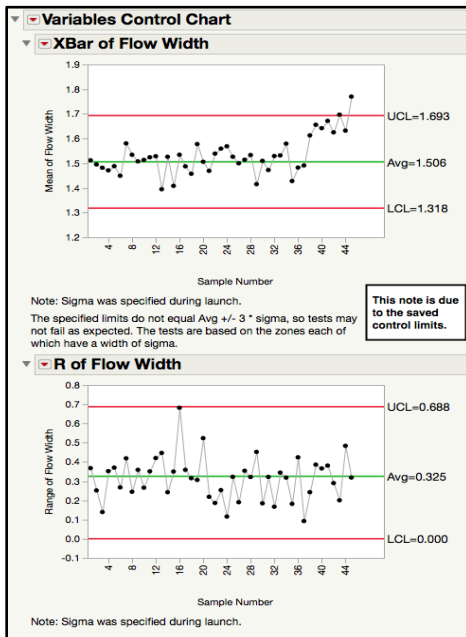 Variables Control Chart
XBar of Flow Width
1.9
1.8
1.7
1.6
1.5
1.4
1.3
1.2
Mean of Flow Width
UCL=1.693
Avg=1.506
LCL=1.318
4 8 12 16 20 24 28 32 36 40 44
Sample Number
Note: Sigma was specified during launch.
The specified limits do not equal Avg +/- 3 * sigma, so tests may
not fail as expected. The tests are based on the zones each of
which have a width of sigma.
This note is due
to the saved
control limits.
R of Flow Width
0.8
0.7
0.6
0.5
0.4
0.3
0.2
0.1
0.0
-0.1
Range of Flow Width
UCL=0.688
Avg=0.325
LCL=0.000
4 8 12 16 20 24 28 32 36 40 44
Sample Number
Note: Sigma was specified during launch.